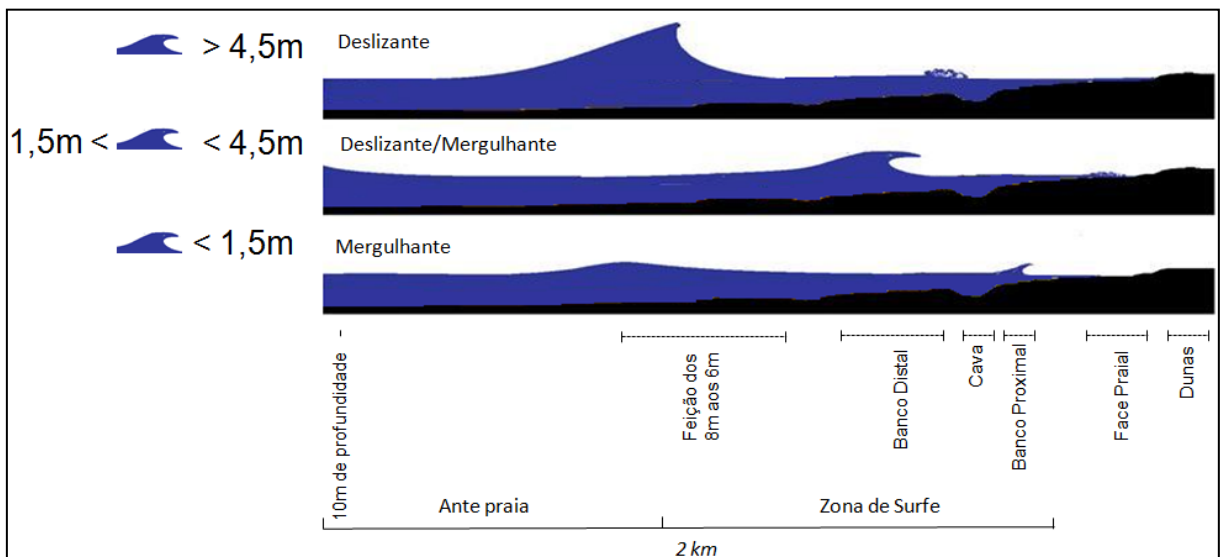 > 4,5m
Deslizante
1,5m < < 4,5m
Deslizante/Mergulhante
< 1,5m
Mergulhante
10m de profundidade
Feição dos
8m aos 6m
Banco Distal
Cava
Banco Proximal
Face Praial
Dunas
Ante praia
Zona de Surfe
2 km